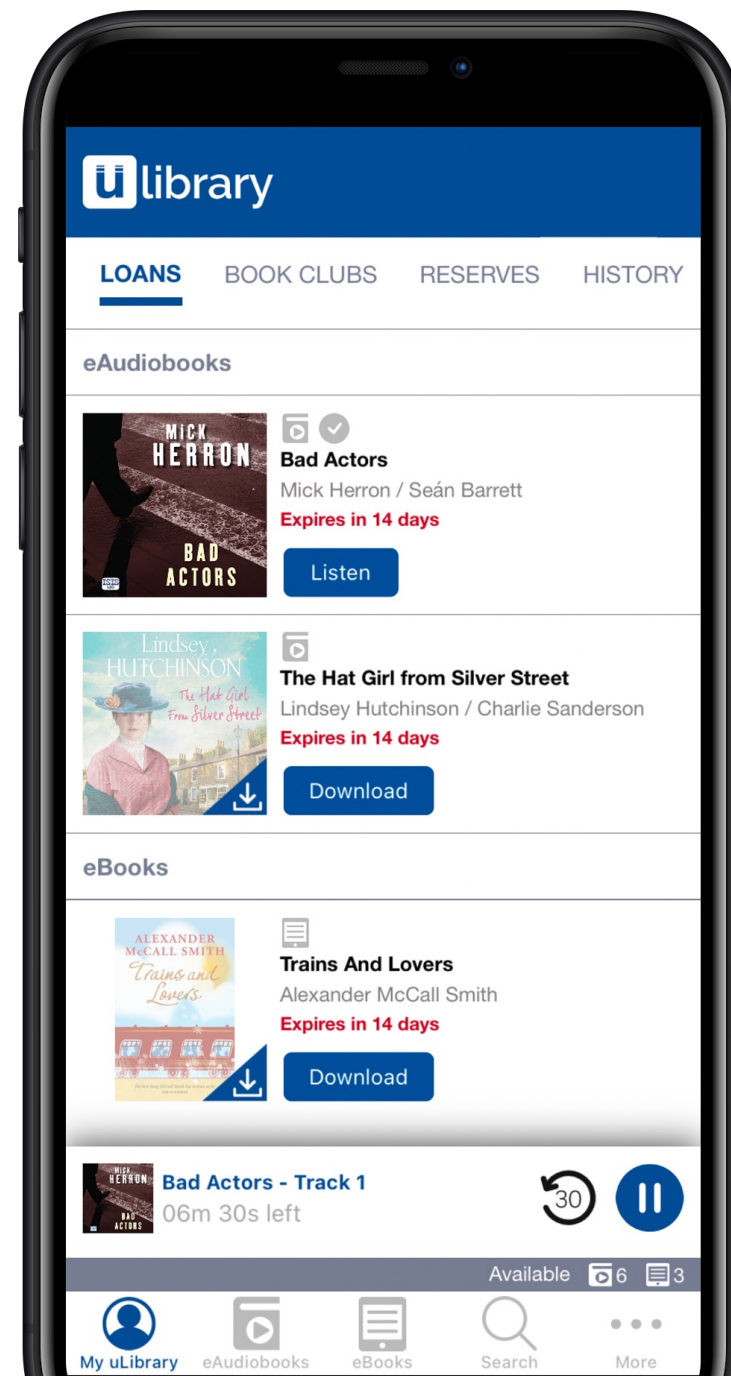 ulibrary
LOANS BOOK CLUBS RESERVES HISTORY
eAudiobooks
MICK
HERRON
BAD
ACTORS
Bad Actors
Mick Herron / Seán Barrett
Expires in 14 days
Listen
Lindsey
HUTCHINSON
The Hat Girl
From Silver Street
The Hat Girl from Silver Street
Lindsey Hutchinson / Charlie Sanderson
Expires in 14 days
Download
eBooks
ALEXANDER
McCALL SMITH
Trains and
Lovers
Trains And Lovers
Alexander McCall Smith
Expires in 14 days
Download
MICK
HERRON
BAD
ACTORS
Bad Actors - Track 1
06m 30s left
30
Available 6 3
My uLibrary eAudiobooks eBooks Search More